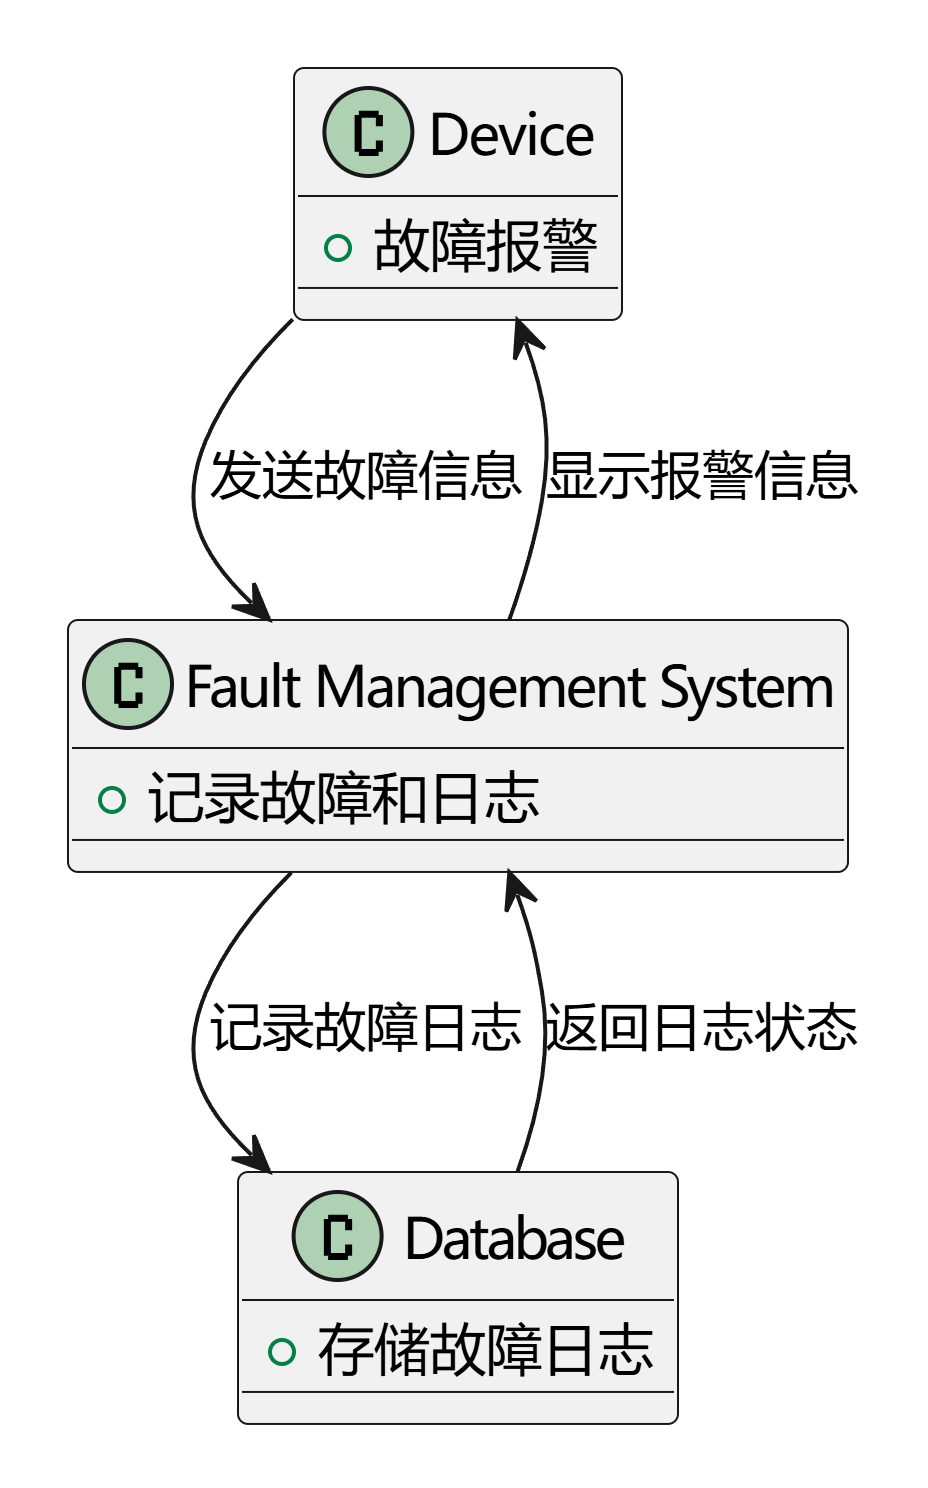 C Device
故障报警
发送故障信息 显示报警信息
C Fault Management System
记录故障和日志
记录故障日志 返回日志状态
C Database
存储故障日志